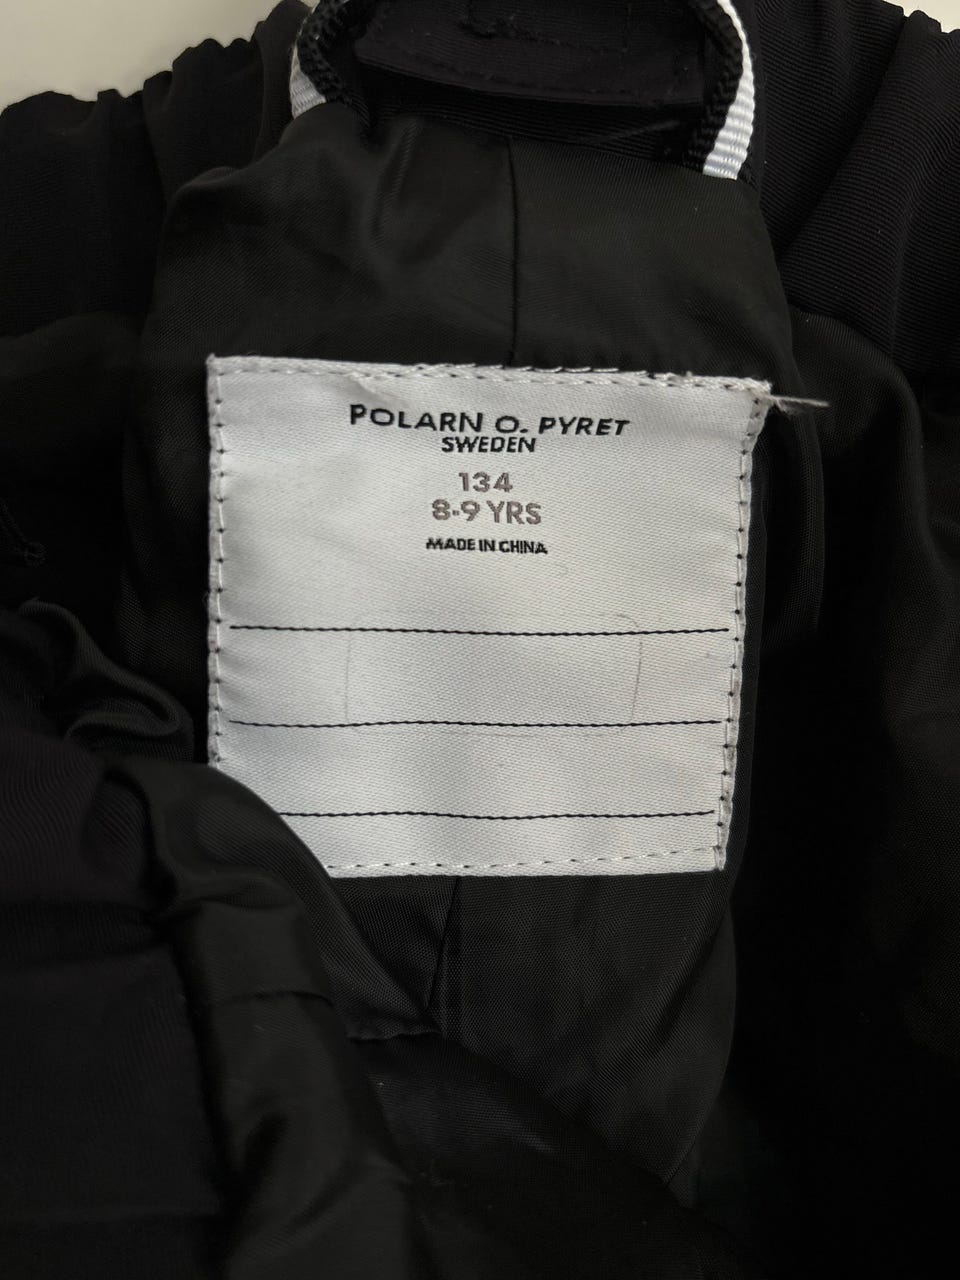 POLARN O. PYRET
SWEDEN
134
8-9 YRS
MADE IN CHINA